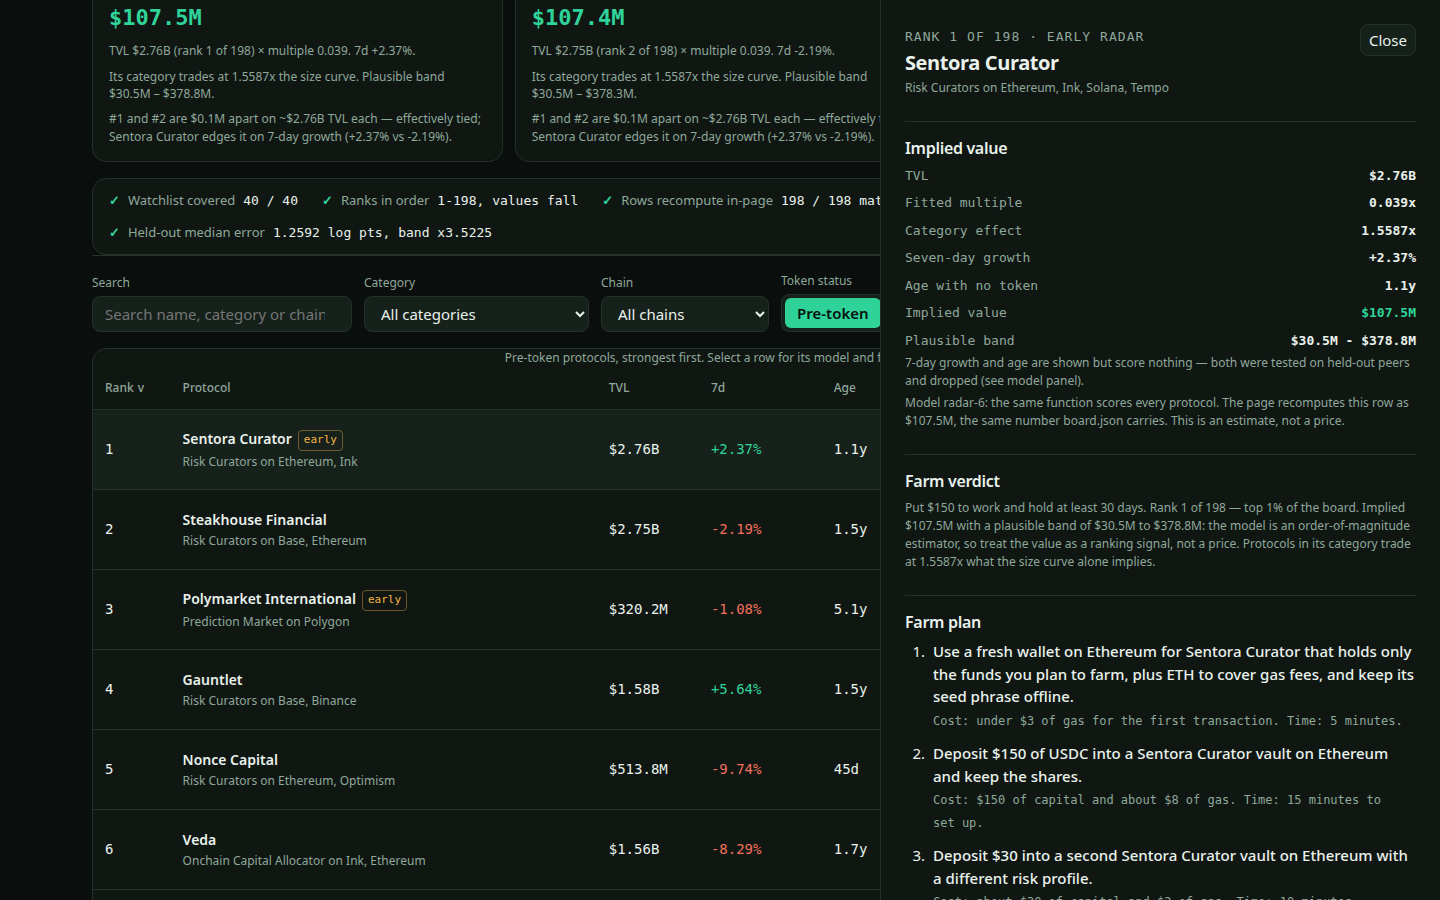 $107.5M
TVL $2.76B (rank 1 of 198) × multiple 0.039. 7d +2.37%.
Its category trades at 1.5587x the size curve. Plausible band
$30.5M – $378.8M.
#1 and #2 are $0.1M apart on ~$2.76B TVL each — effectively tied;
Sentora Curator edges it on 7-day growth (+2.37% vs -2.19%).
$107.4M
TVL $2.75B (rank 2 of 198) × multiple 0.039. 7d -2.19%.
Its category trades at 1.5587x the size curve. Plausible band
$30.5M – $378.3M.
#1 and #2 are $0.1M apart on ~$2.76B TVL each — effectively
Sentora Curator edges it on 7-day growth (+2.37% vs -2.19%).
✓ Watchlist covered 40 / 40 ✓ Ranks in order 1-198, values fall ✓ Rows recompute in-page 198 / 198 mat
✓ Held-out median error 1.2592 log pts, band x3.5225
Search Category Chain Token status
Search name, category or chain All categories All chains Pre-token
Pre-token protocols, strongest first. Select a row for its model and f
Rank v Protocol TVL 7d Age
1 Sentora Curator early $2.76B +2.37% 1.1y
Risk Curators on Ethereum, Ink
2 Steakhouse Financial $2.75B -2.19% 1.5y
Risk Curators on Base, Ethereum
3 Polymarket International early $320.2M -1.08% 5.1y
Prediction Market on Polygon
4 Gauntlet $1.58B +5.64% 1.5y
Risk Curators on Base, Binance
5 Nonce Capital $513.8M -9.74% 45d
Risk Curators on Ethereum, Optimism
6 Veda $1.56B -8.29% 1.7y
Onchain Capital Allocator on Ink, Ethereum
RANK 1 OF 198 · EARLY RADAR
Close
Sentora Curator
Risk Curators on Ethereum, Ink, Solana, Tempo
Implied value
TVL $2.76B
Fitted multiple 0.039x
Category effect 1.5587x
Seven-day growth +2.37%
Age with no token 1.1y
Implied value $107.5M
Plausible band $30.5M - $378.8M
7-day growth and age are shown but score nothing — both were tested on held-out peers
and dropped (see model panel).
Model radar-6: the same function scores every protocol. The page recomputes this row as
$107.5M, the same number board.json carries. This is an estimate, not a price.
Farm verdict
Put $150 to work and hold at least 30 days. Rank 1 of 198 — top 1% of the board. Implied
$107.5M with a plausible band of $30.5M to $378.8M: the model is an order-of-magnitude
estimator, so treat the value as a ranking signal, not a price. Protocols in its category trade
at 1.5587x what the size curve alone implies.
Farm plan
1. Use a fresh wallet on Ethereum for Sentora Curator that holds only
the funds you plan to farm, plus ETH to cover gas fees, and keep its
seed phrase offline.
Cost: under $3 of gas for the first transaction. Time: 5 minutes.
2. Deposit $150 of USDC into a Sentora Curator vault on Ethereum
and keep the shares.
Cost: $150 of capital and about $8 of gas. Time: 15 minutes to
set up.
3. Deposit $30 into a second Sentora Curator vault on Ethereum with
a different risk profile.